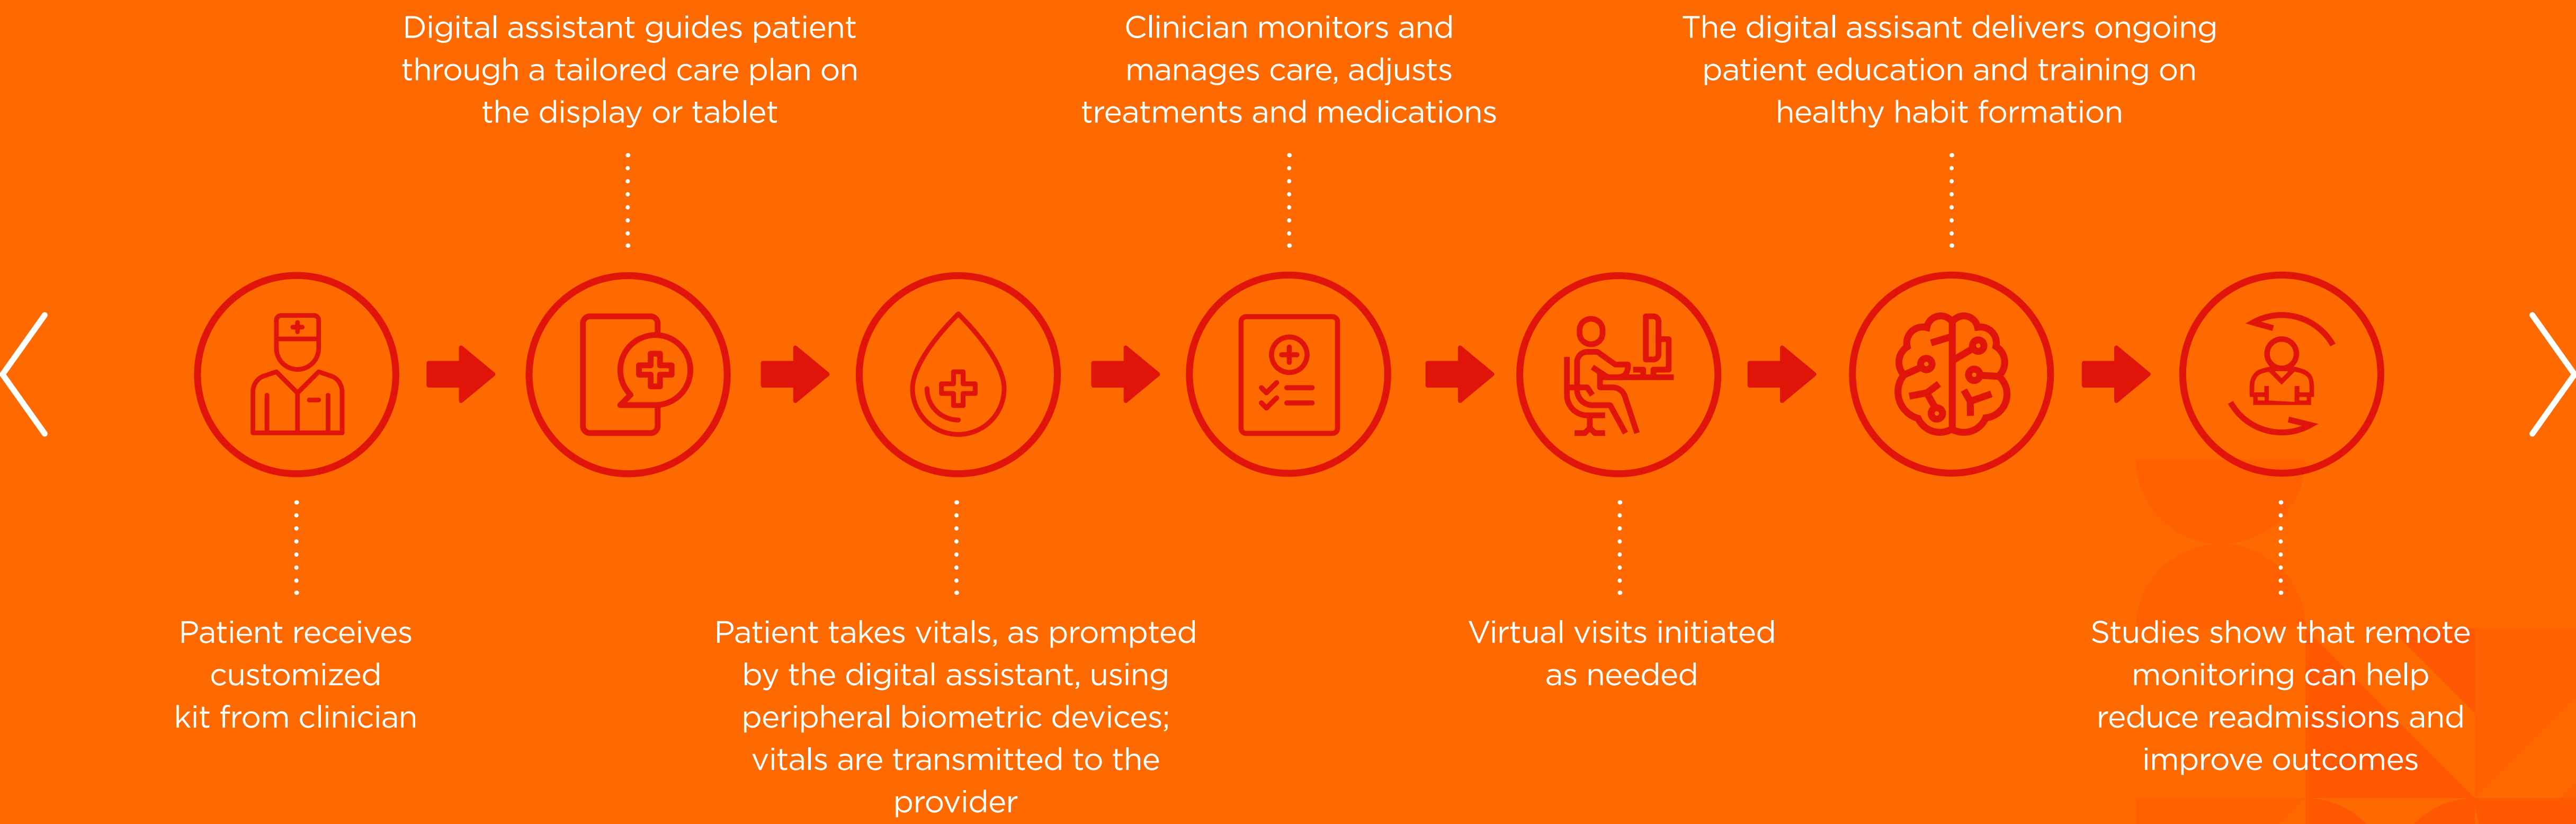 Patient receives
customized
kit from clinician
Digital assistant guides patient
through a tailored care plan on
the display or tablet
Patient takes vitals, as prompted
by the digital assistant, using
peripheral biometric devices;
vitals are transmitted to the
provider
Clinician monitors and
manages care, adjusts
treatments and medications
Virtual visits initiated
as needed
The digital assisant delivers ongoing
patient education and training on
healthy habit formation
Studies show that remote
monitoring can help
reduce readmissions and
improve outcomes